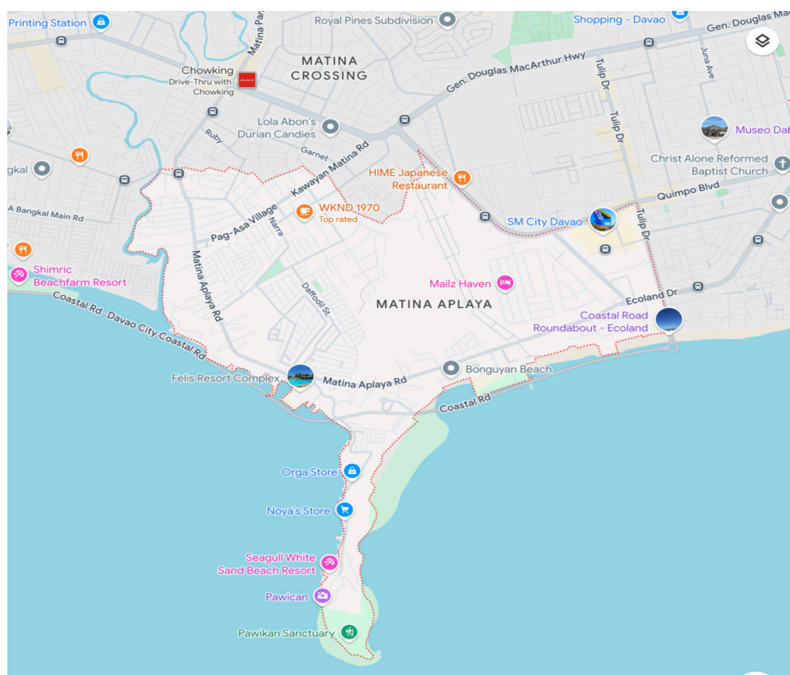 Printing Station
Royal Pines Subdivision
Shopping - Davao
Gen. Douglas
Matina Pan
MATINA
CROSSING
Chowking
Drive-Thru with
Chowking
Gen. Douglas MacArthur Hwy
Juna Ave
Tulip Dr
Lola Abon's
Durian Candies
Ruby
Garnet
Tulip Dr
Museo Dab
Kawayan Matina Rd
Christ Alone Reformed
Baptist Church
gkal
HIME Japanese
Restaurant
Quimpo Blvd
A Bangkal Main Rd
WKND 1970
Top rated
Pag-Asa Village
Narra
SM City Davao
Tulip Dr
Shimric
Beachfarm Resort
Matina Aplaya Rd
Daffodil St.
Mailz Haven
MATINA APLAYA
Ecoland Dr
Coastal Rd
Davao City Coastal Rd
Coastal Road
Roundabout - Ecoland
Felis Resort Complex
Matina Aplaya Rd
Bonguyan Beach
Coastal Rd
Orga Store
Noya's Store
Seagull White
Sand Beach Resort
Pawican
Pawikan Sanctuary